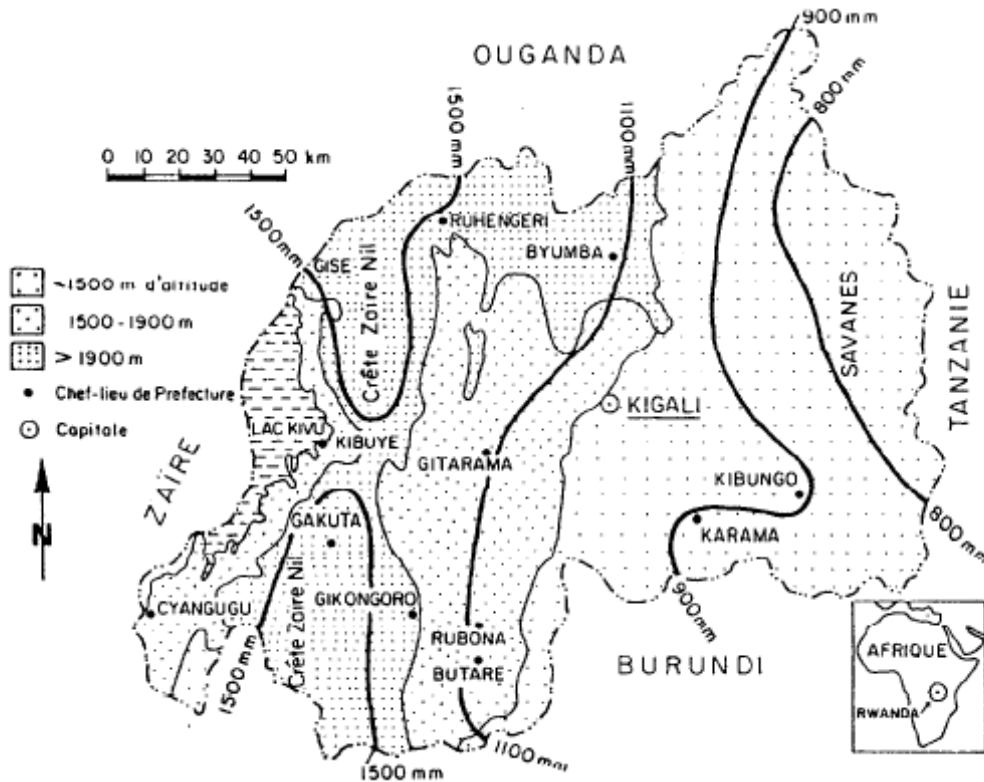 OUGANDA
900 mm
800 mm
1500 mm
1100 mm
0 10 20 30 40 50 km
1500 mm
RUHENGERI
GISE
BYUMBA
Crête Zaïre Nil
SAVANES
TANZANIE
~1500 m d'altitude
1500-1900 m
> 1900 m
Chef-lieu de Prefecture
Capitale
KIGALI
LAC KIVU
KIBUYE
GITARAMA
ZAÏRE
KIBUNGO
N
GAKUTA
KARAMA
800 mm
900 mm
CYANGUGU
Crête Zaïre Nil
GIKONGORO
RUBONA
BUTARE
BURUNDI
1500 mm
1100 mm
1500 mm
AFRIQUE
RWANDA